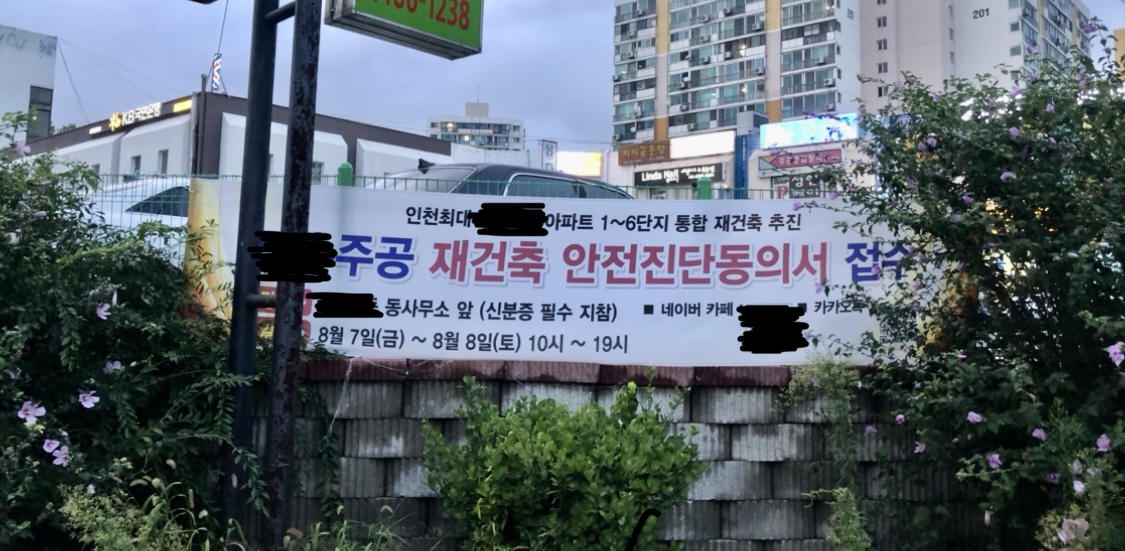 1238
KB국민은행
201
Linda Nail
인천최대 아파트 1~6단지 통합 재건축 추진
주공 재건축 안전진단동의서 접수
동사무소 앞 (신분증 필수 지참) ■ 네이버 카페 ■ 카카오톡
8월 7일(금) ~ 8월 8일(토) 10시 ~ 19시